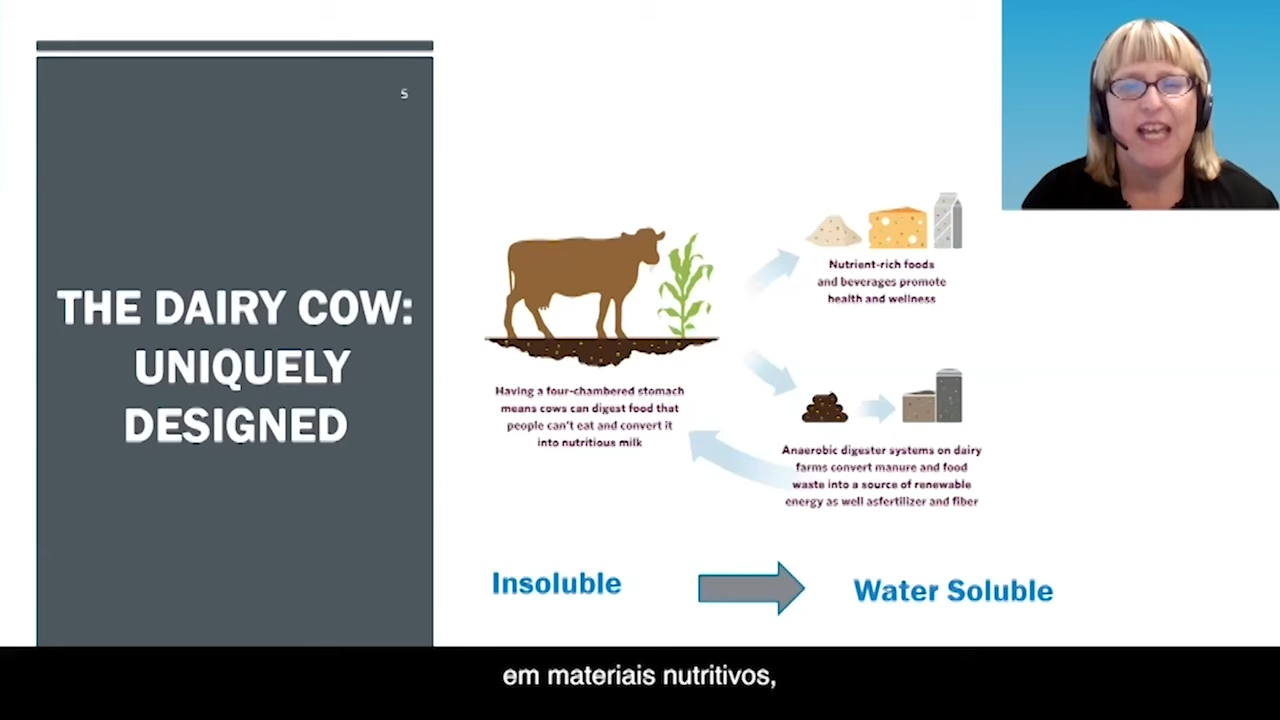 5
THE DAIRY COW:
UNIQUELY
DESIGNED
Having a four-chambered stomach
means cows can digest food that
people can't eat and convert it
into nutritious milk
Nutrient-rich foods
and beverages promote
health and wellness
Anaerobic digester systems on dairy
farms convert manure and food
waste into a source of renewable
energy as well asfertilizer and fiber
Insoluble
Water Soluble
em materiais nutritivos,